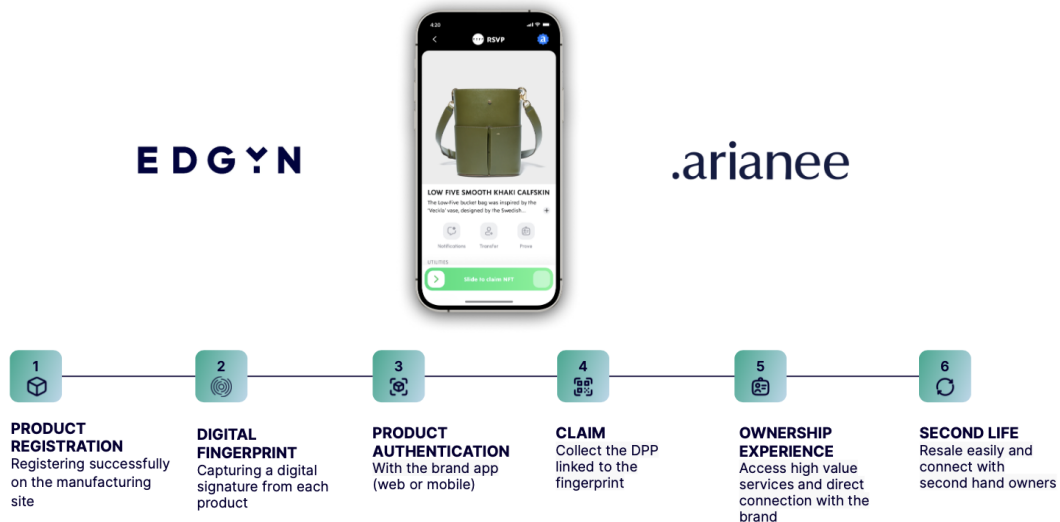 4:20
RSVP
EDGYN
.arianee
LOW FIVE SMOOTH KHAKI CALFSKIN
The Low-Five bucket bag was inspired by the
'Veckla' vase, designed by the Swedish...
Notifications Transfer Prove
UTILITIES
Slide to claim NFT
1
PRODUCT
REGISTRATION
Registering successfully
on the manufacturing
site
2
DIGITAL
FINGERPRINT
Capturing a digital
signature from each
product
3
PRODUCT
AUTHENTICATION
With the brand app
(web or mobile)
4
CLAIM
Collect the DPP
linked to the
fingerprint
5
OWNERSHIP
EXPERIENCE
Access high value
services and direct
connection with the
brand
6
SECOND LIFE
Resale easily and
connect with
second hand owners